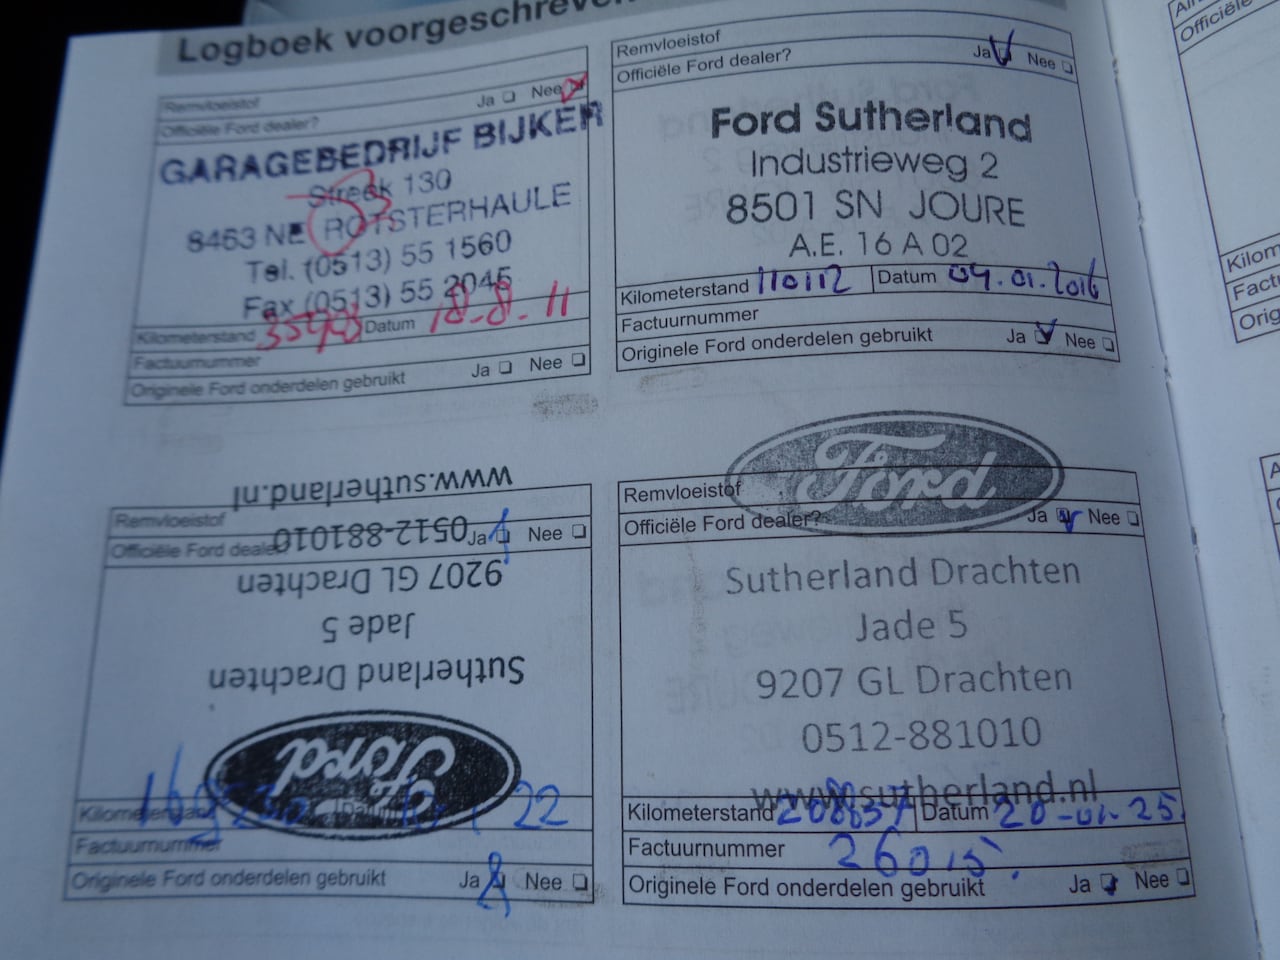 Logboek voorgeschreven
Remvloeistof
Officiële Ford dealer? Ja Nee
GARAGEBEDRIJF BIJKER
Streek 130
8463 NE ROTSTERHAULE
Tel. (0513) 55 1560
Fax (0513) 55 2045
Kilometerstand Datum 18-8-11
Factuurnummer
Originele Ford onderdelen gebruikt Ja Nee
Remvloeistof
Officiële Ford dealer? Ja Nee
Ford Sutherland
Industrieweg 2
8501 SN JOURE
A.E. 16 A 02
Kilometerstand 110112 Datum 04.01.2016
Factuurnummer
Originele Ford onderdelen gebruikt Ja Nee
Remvloeistof
Officiële Ford dealer Ja Nee
Ford
Sutherland Drachten
Jade 5
9207 GL Drachten
0512-881010
www.sutherland.nl
Kilometerstand Datum 22
Factuurnummer
Originele Ford onderdelen gebruikt Ja Nee
Ford
Remvloeistof
Officiële Ford dealer? Ja Nee
Sutherland Drachten
Jade 5
9207 GL Drachten
0512-881010
www.sutherland.nl
Kilometerstand 208837 Datum 20-01-25
Factuurnummer 26015
Originele Ford onderdelen gebruikt Ja Nee